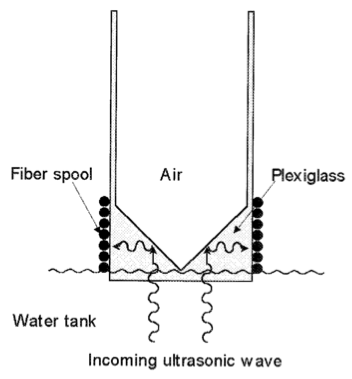 Fiber spool
Air
Plexiglass
Water tank
Incoming ultrasonic wave